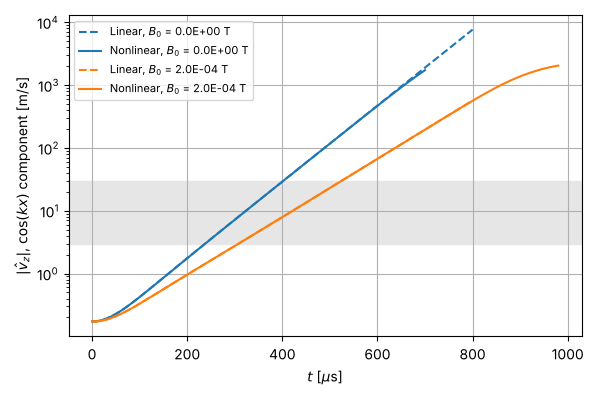 Linear, B₀ = 0.0E+00 T
Nonlinear, B₀ = 0.0E+00 T
Linear, B₀ = 2.0E-04 T
Nonlinear, B₀ = 2.0E-04 T
|v̂_z|, cos(kx) component [m/s]
10⁴
10³
10²
10¹
10⁰
0
200
400
600
800
1000
t [μs]